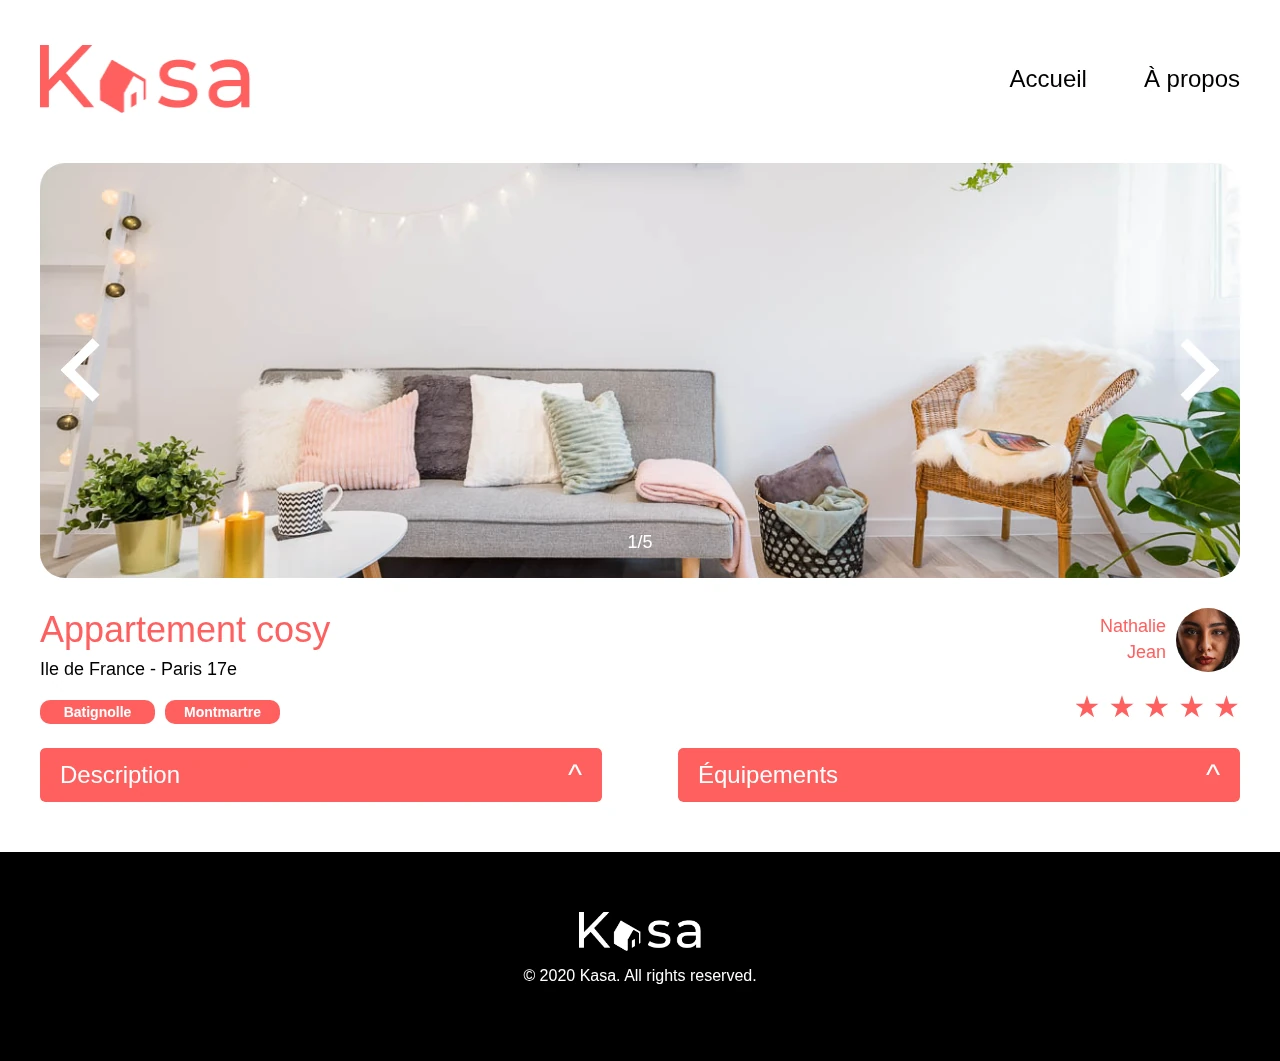 Kasa
Accueil À propos
1/5
Appartement cosy
Ile de France - Paris 17e
Batignolle Montmartre
Nathalie
Jean
★ ★ ★ ★ ★
Description ^
Équipements ^
Kasa
© 2020 Kasa. All rights reserved.